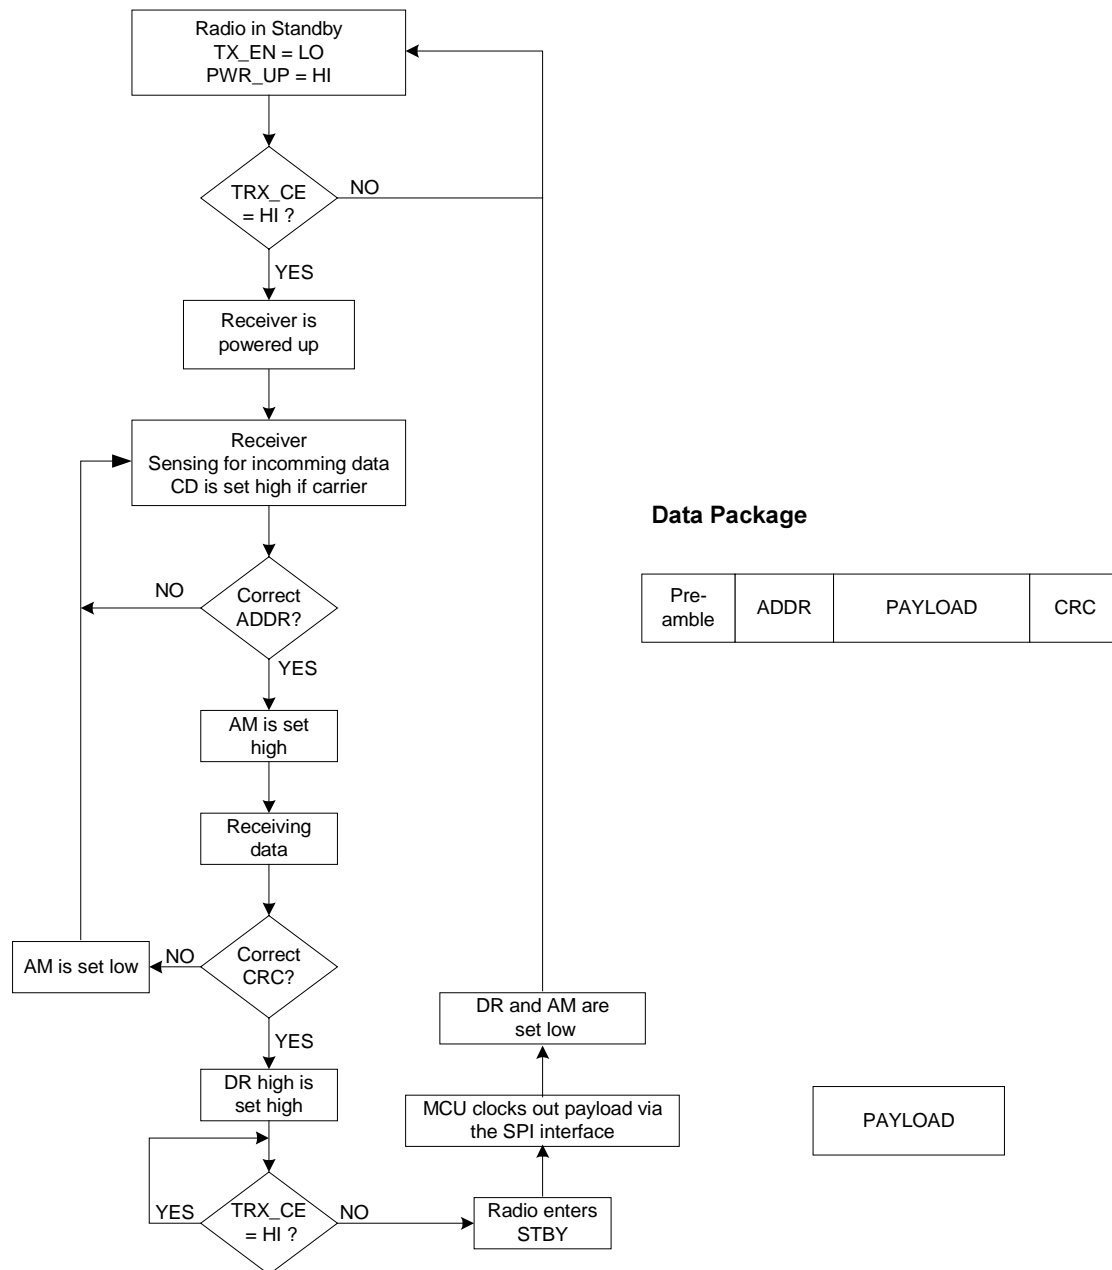 Radio in Standby
TX_EN = LO
PWR_UP = HI
TRX_CE
= HI ?
NO
YES
Receiver is
powered up
Receiver
Sensing for incomming data
CD is set high if carrier
Data Package
Pre-
amble
ADDR
PAYLOAD
CRC
NO
Correct
ADDR?
YES
AM is set
high
Receiving
data
AM is set low
NO
Correct
CRC?
YES
DR and AM are
set low
DR high is
set high
MCU clocks out payload via
the SPI interface
PAYLOAD
YES
TRX_CE
= HI ?
NO
Radio enters
STBY